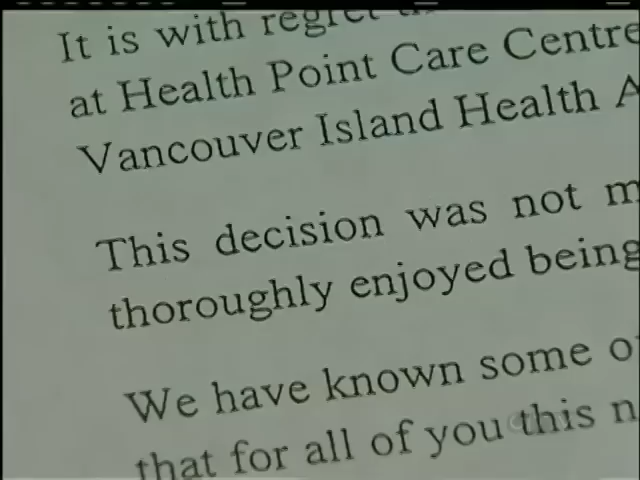 It is with regret
at Health Point Care Centre
Vancouver Island Health A
This decision was not m
thoroughly enjoyed being
We have known some o
that for all of you this n